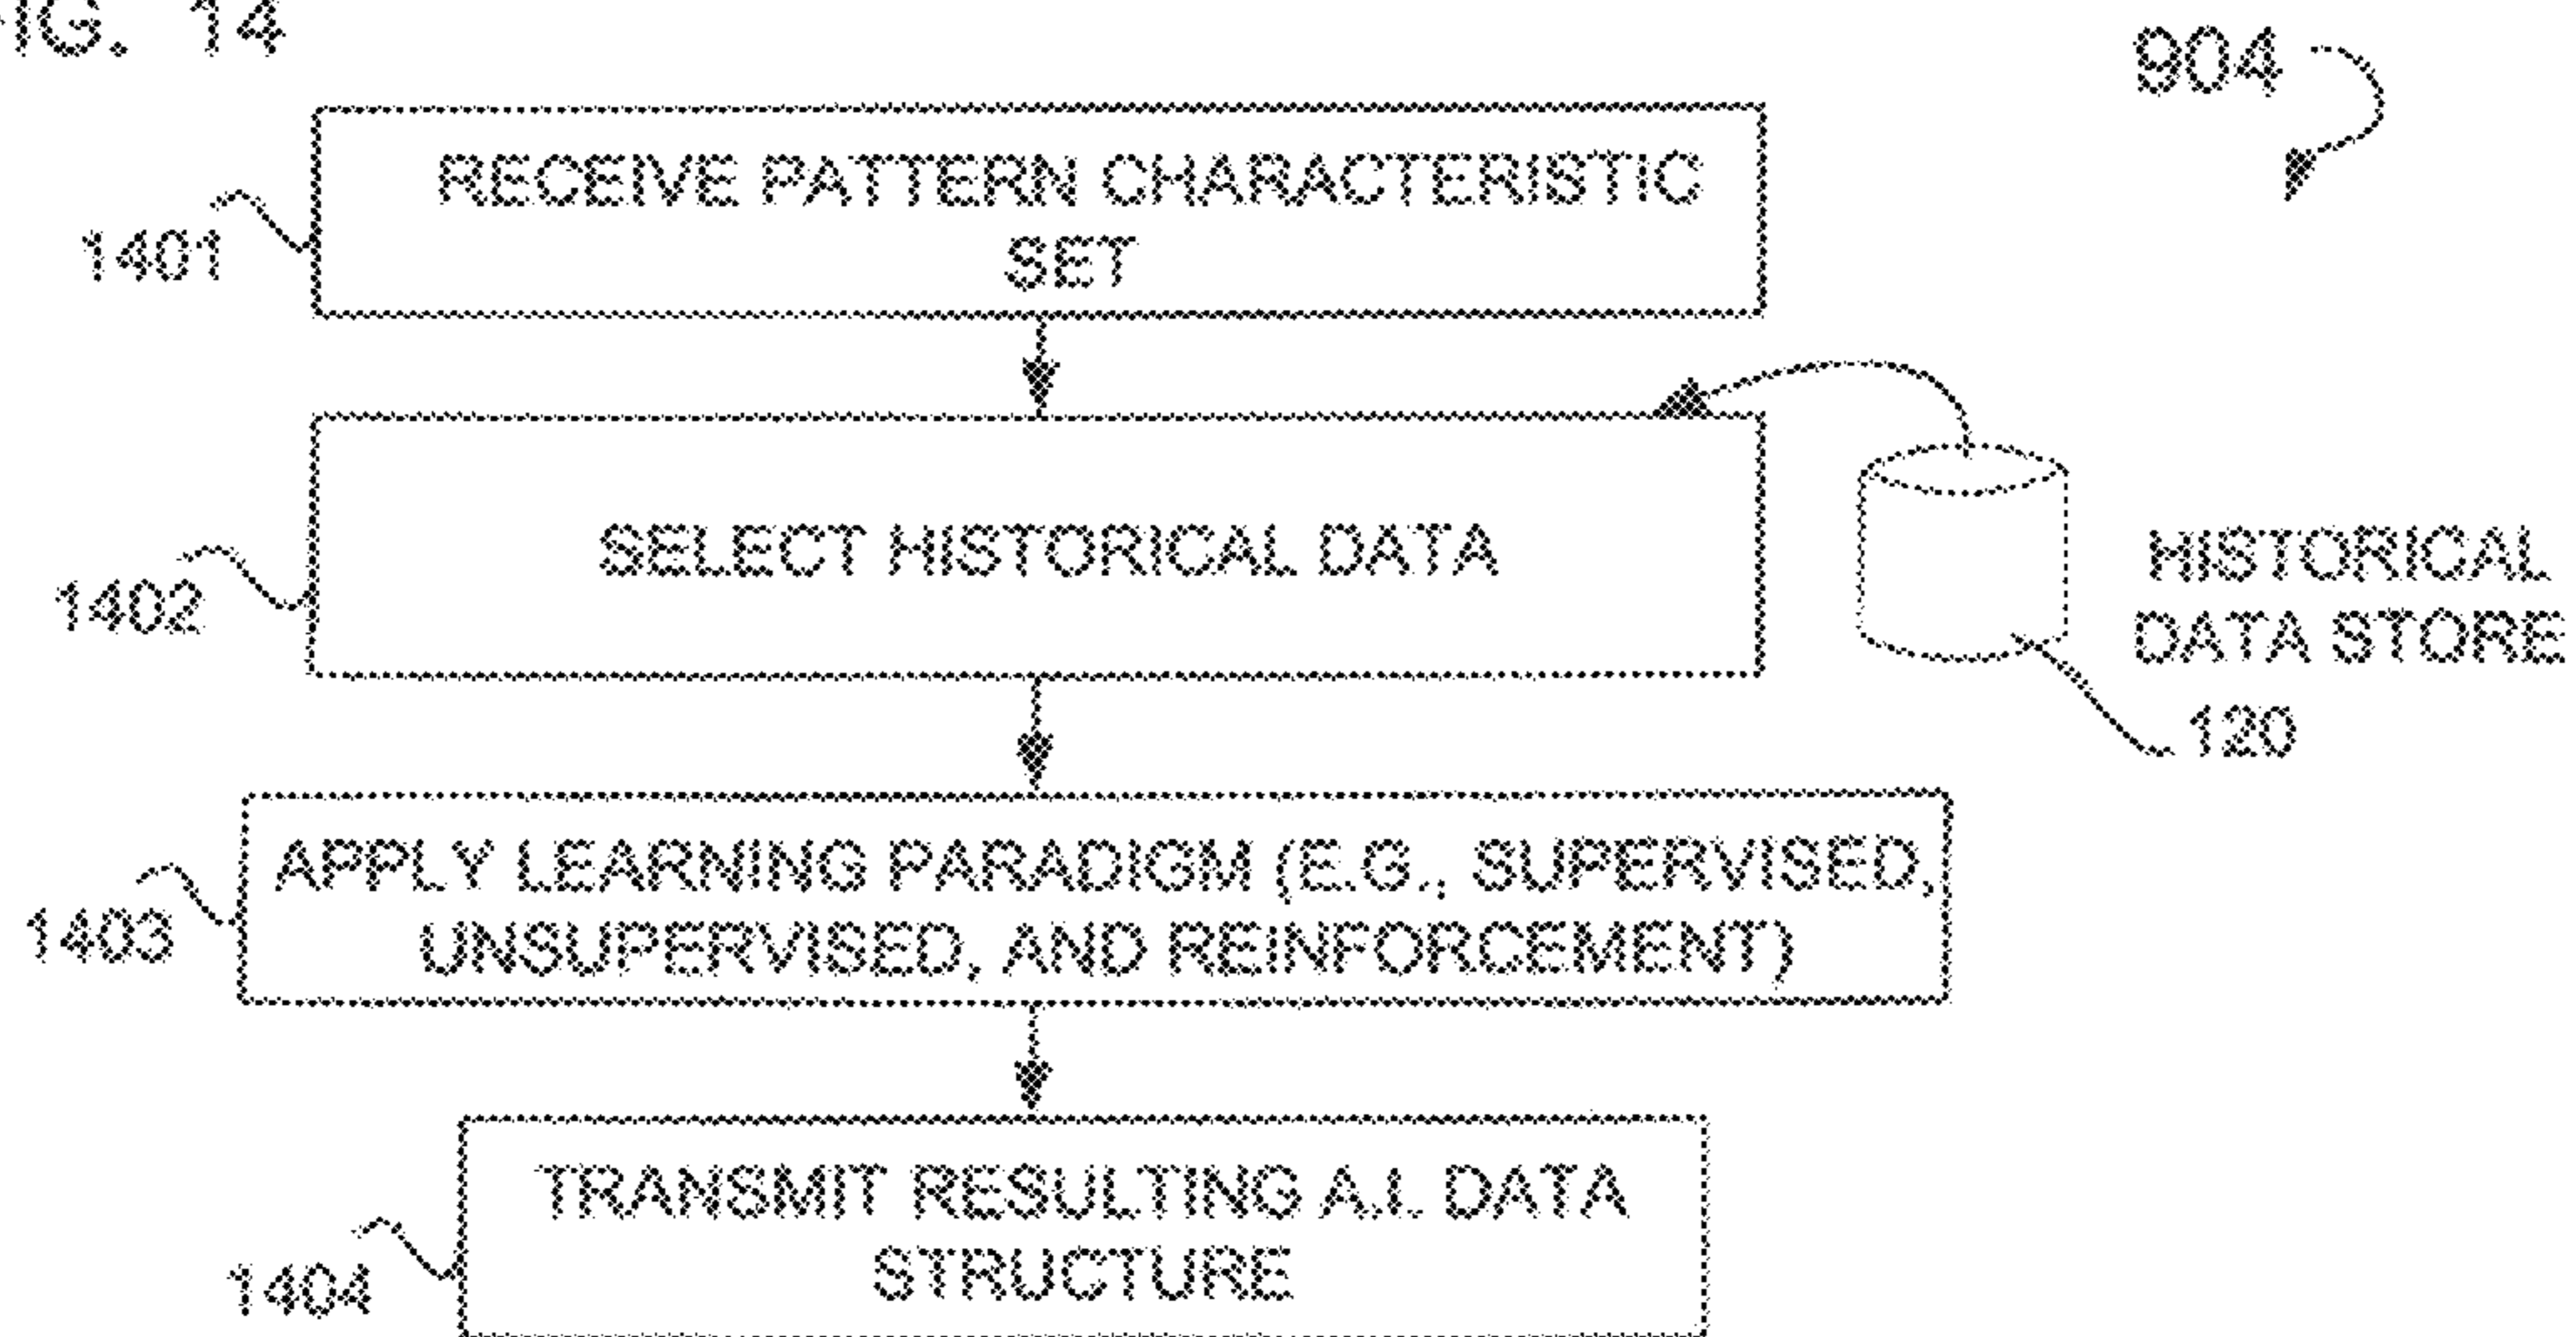 FIG. 14
904
RECEIVE PATTERN CHARACTERISTIC
SET
1401
SELECT HISTORICAL DATA
1402
HISTORICAL
DATA STORE
120
APPLY LEARNING PARADIGM (E.G., SUPERVISED,
UNSUPERVISED, AND REINFORCEMENT)
1403
TRANSMIT RESULTING A.I. DATA
STRUCTURE
1404